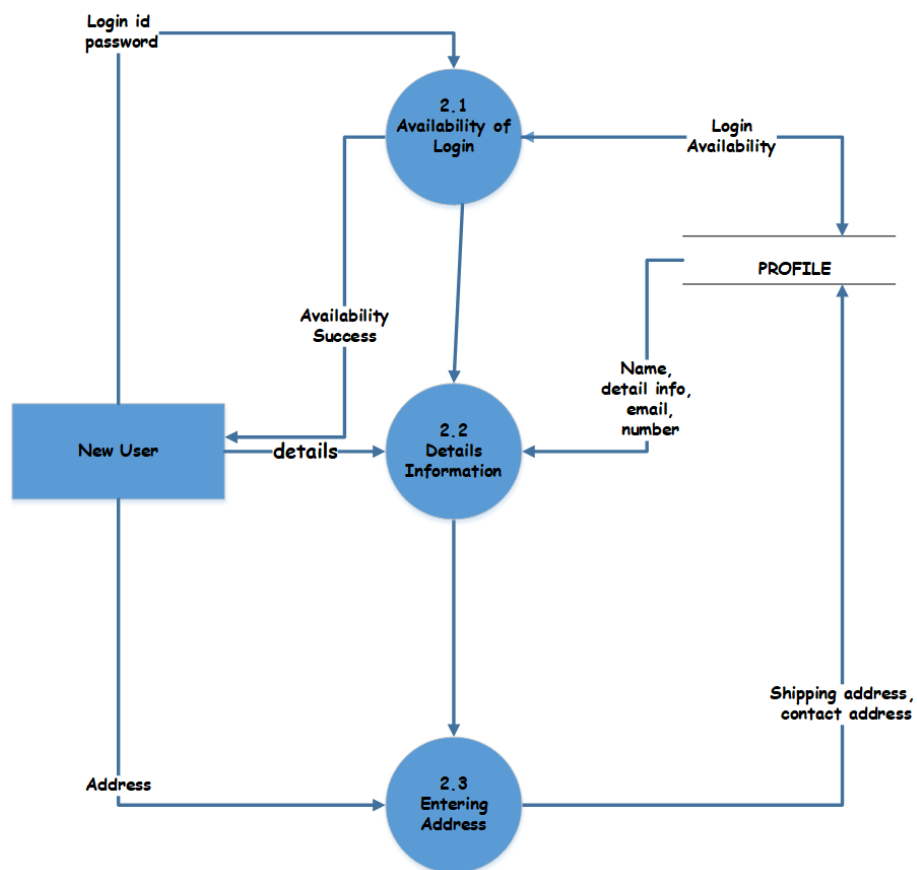 Login id
password
2.1
Availability of
Login
Login
Availability
PROFILE
Availability
Success
Name,
detail info,
email,
number
New User
details
2.2
Details
Information
Shipping address,
contact address
Address
2.3
Entering
Address